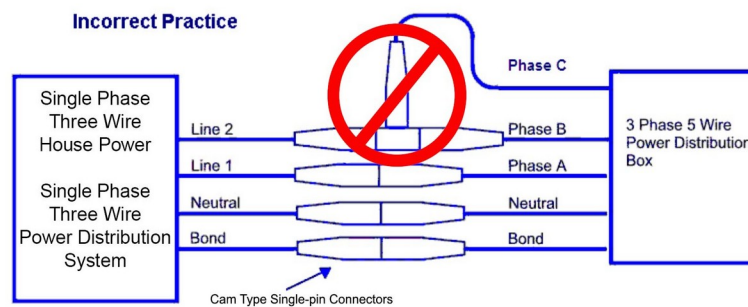 Incorrect Practice
Single Phase
Three Wire
House Power
Single Phase
Three Wire
Power Distribution
System
Line 2
Line 1
Neutral
Bond
Phase C
Phase B
Phase A
Neutral
Bond
3 Phase 5 Wire
Power Distribution
Box
Cam Type Single-pin Connectors